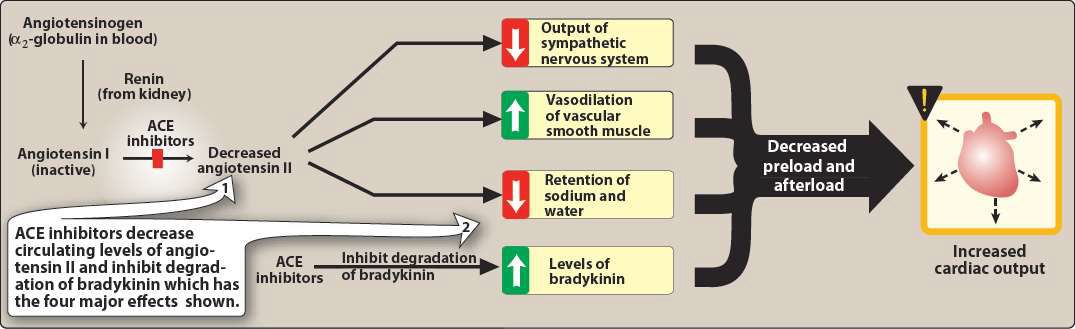 Angiotensinogen
(α2-globulin in blood)
Renin
(from kidney)
ACE
inhibitors
Angiotensin I
(inactive)
Decreased
angiotensin II
1
2
ACE inhibitors decrease
circulating levels of angio-
tensin II and inhibit degrad-
ation of bradykinin which has
the four major effects shown.
ACE
inhibitors
Inhibit degradation
of bradykinin
Output of
sympathetic
nervous system
Vasodilation
of vascular
smooth muscle
Retention of
sodium and
water
Levels of
bradykinin
Decreased
preload and
afterload
!
Increased
cardiac output